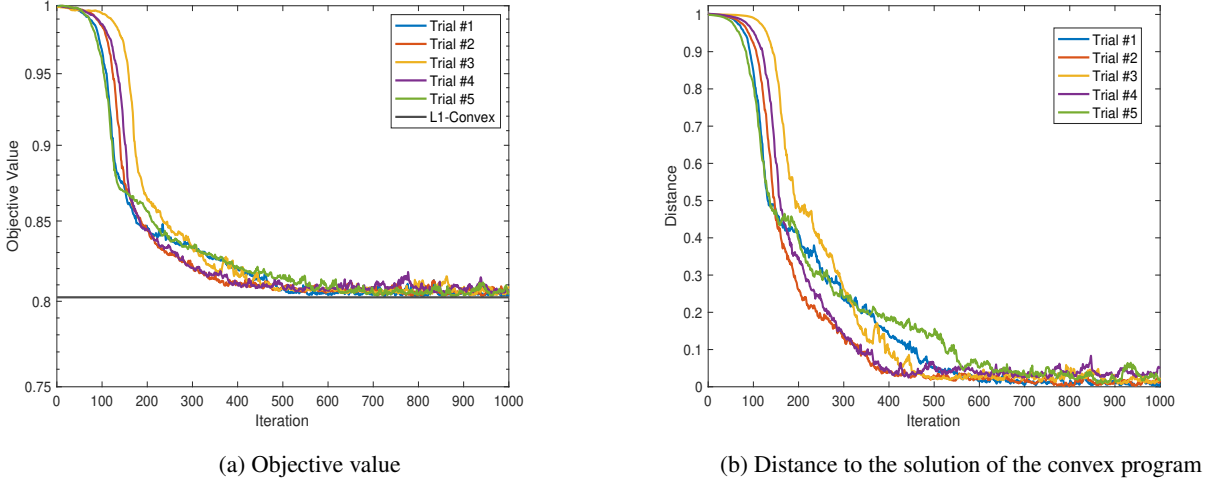 1
0.95
0.9
0.85
0.8
0.75
Objective Value
0 100 200 300 400 500 600 700 800 900 1000
Iteration
Trial #1
Trial #2
Trial #3
Trial #4
Trial #5
L1-Convex
(a) Objective value
1
0.9
0.8
0.7
0.6
0.5
0.4
0.3
0.2
0.1
0
Distance
0 100 200 300 400 500 600 700 800 900 1000
Iteration
Trial #1
Trial #2
Trial #3
Trial #4
Trial #5
(b) Distance to the solution of the convex program